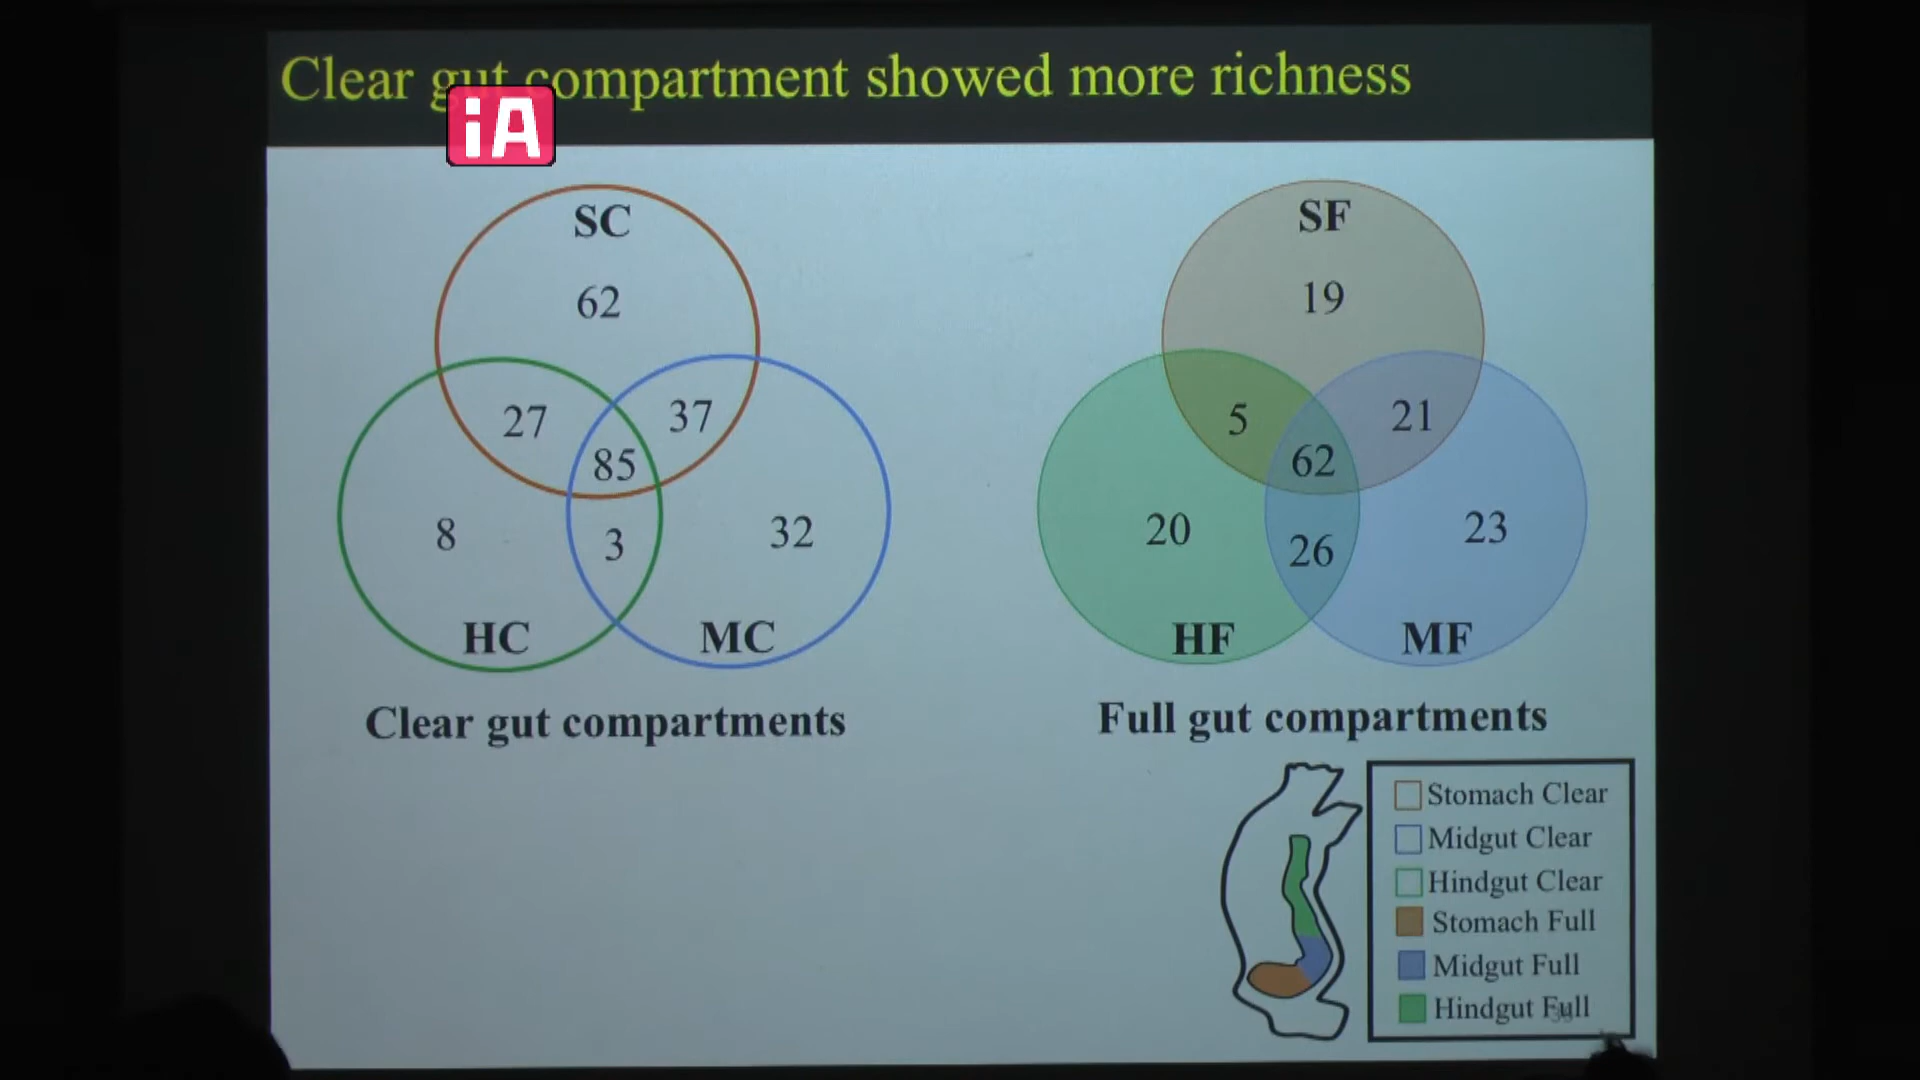 Clear gut compartment showed more richness
iA
SC
62
27
37
85
8
3
32
HC
MC
Clear gut compartments
SF
19
5
21
62
20
26
23
HF
MF
Full gut compartments
Stomach Clear
Midgut Clear
Hindgut Clear
Stomach Full
Midgut Full
Hindgut Full